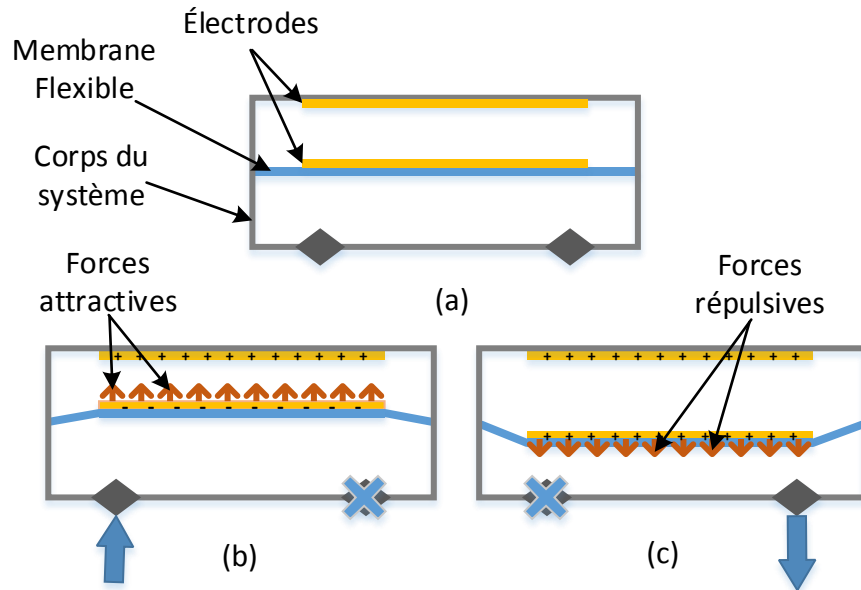 Électrodes
Membrane
Flexible
Corps du
système
(a)
Forces
attractives
Forces
répulsives
+ + + + + + + + + + +
- - - - - - - - -
+ + + + + + + + + + +
+ + + + + + + + + + +
(b)
(c)